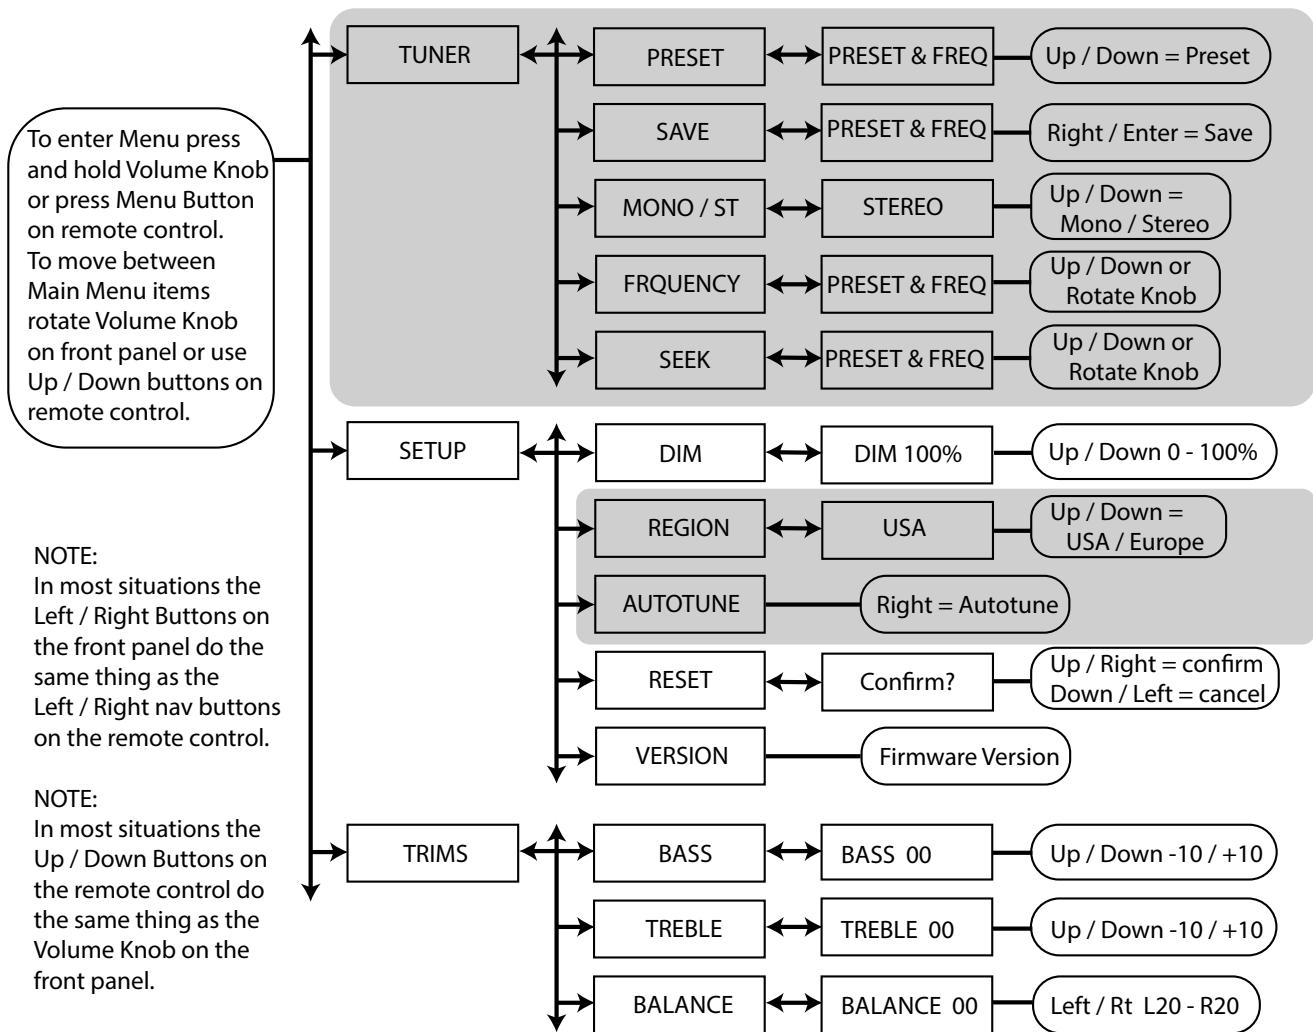 To enter Menu press
and hold Volume Knob
or press Menu Button
on remote control.
To move between
Main Menu items
rotate Volume Knob
on front panel or use
Up / Down buttons on
remote control.
NOTE:
In most situations the
Left / Right Buttons on
the front panel do the
same thing as the
Left / Right nav buttons
on the remote control.
NOTE:
In most situations the
Up / Down Buttons on
the remote control do
the same thing as the
Volume Knob on the
front panel.
TUNER
PRESET
PRESET & FREQ
Up / Down = Preset
SAVE
PRESET & FREQ
Right / Enter = Save
MONO / ST
STEREO
Up / Down =
Mono / Stereo
FRQUENCY
PRESET & FREQ
Up / Down or
Rotate Knob
SEEK
PRESET & FREQ
Up / Down or
Rotate Knob
SETUP
DIM
DIM 100%
Up / Down 0 - 100%
REGION
USA
Up / Down =
USA / Europe
AUTOTUNE
Right = Autotune
RESET
Confirm?
Up / Right = confirm
Down / Left = cancel
VERSION
Firmware Version
TRIMS
BASS
BASS 00
Up / Down -10 / +10
TREBLE
TREBLE 00
Up / Down -10 / +10
BALANCE
BALANCE 00
Left / Rt L20 - R20